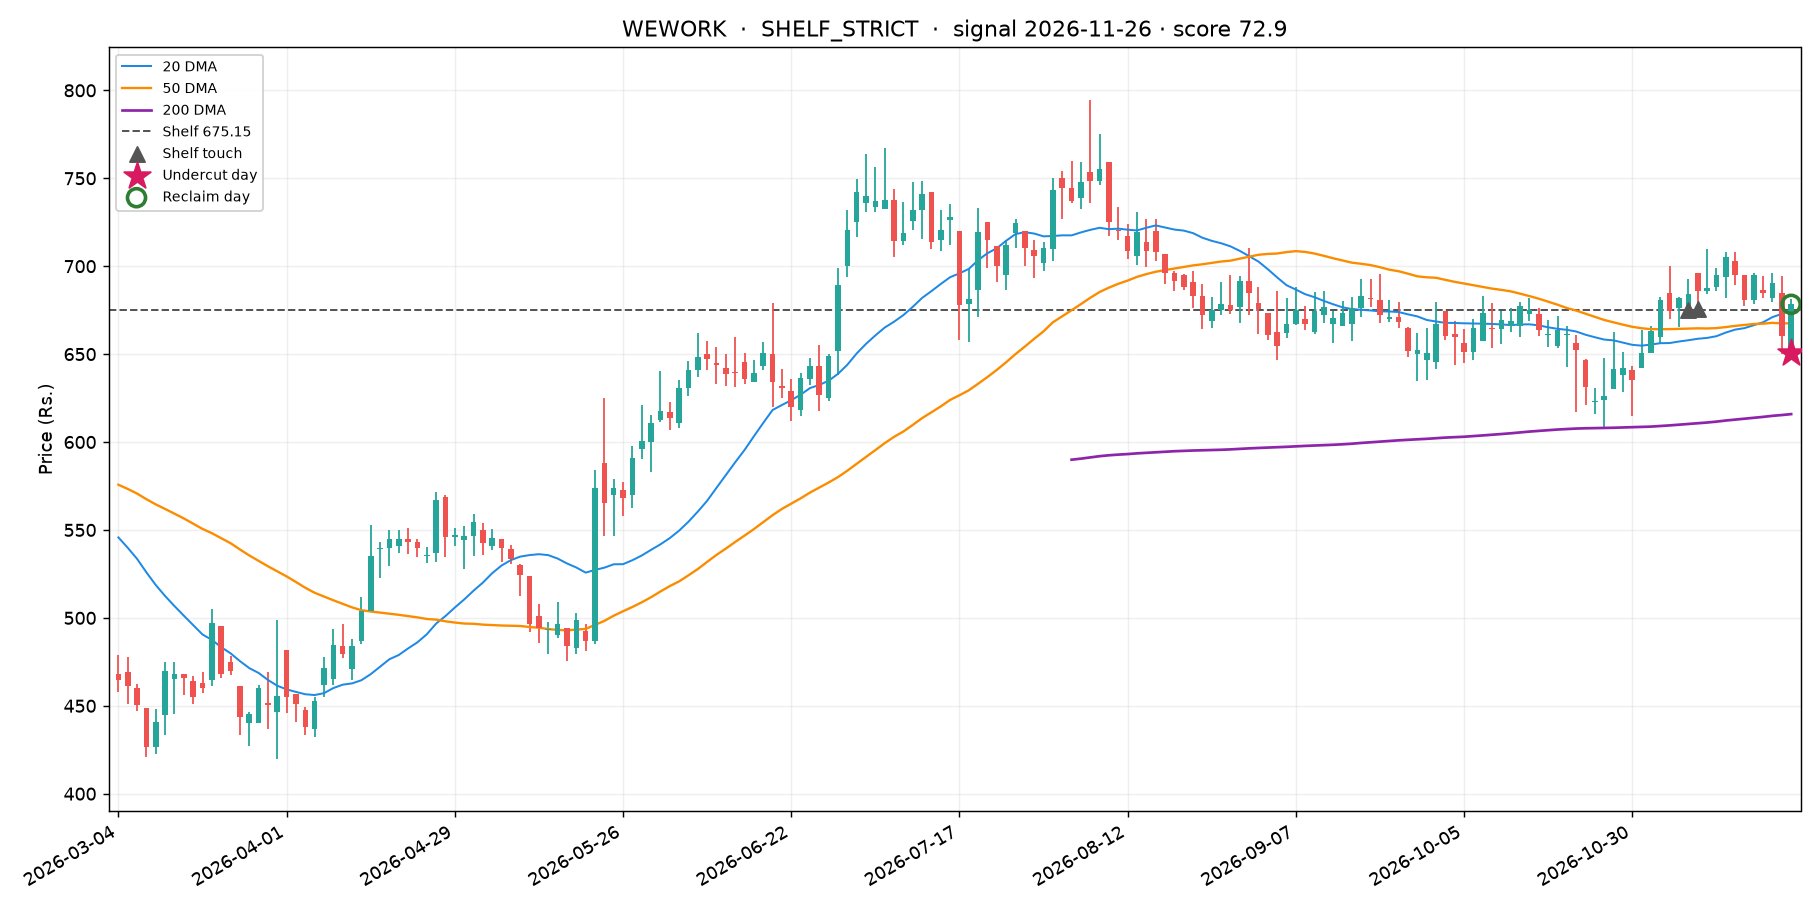 WEWORK · SHELF_STRICT · signal 2026-11-26 · score 72.9
20 DMA
50 DMA
200 DMA
Shelf 675.15
Shelf touch
Undercut day
Reclaim day
Price (Rs.)
800
750
700
650
600
550
500
450
400
2026-03-04
2026-04-01
2026-04-29
2026-05-26
2026-06-22
2026-07-17
2026-08-12
2026-09-07
2026-10-05
2026-10-30